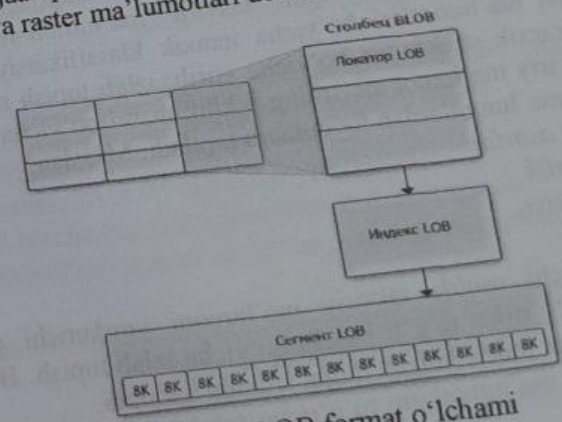 va raster ma’lumotlari
Столбец BLOB
Локатор LOB
Индекс LOB
Сегмент LOB
8K 8K 8K 8K 8K 8K 8K 8K 8K 8K 8K 8K
format o‘lchami